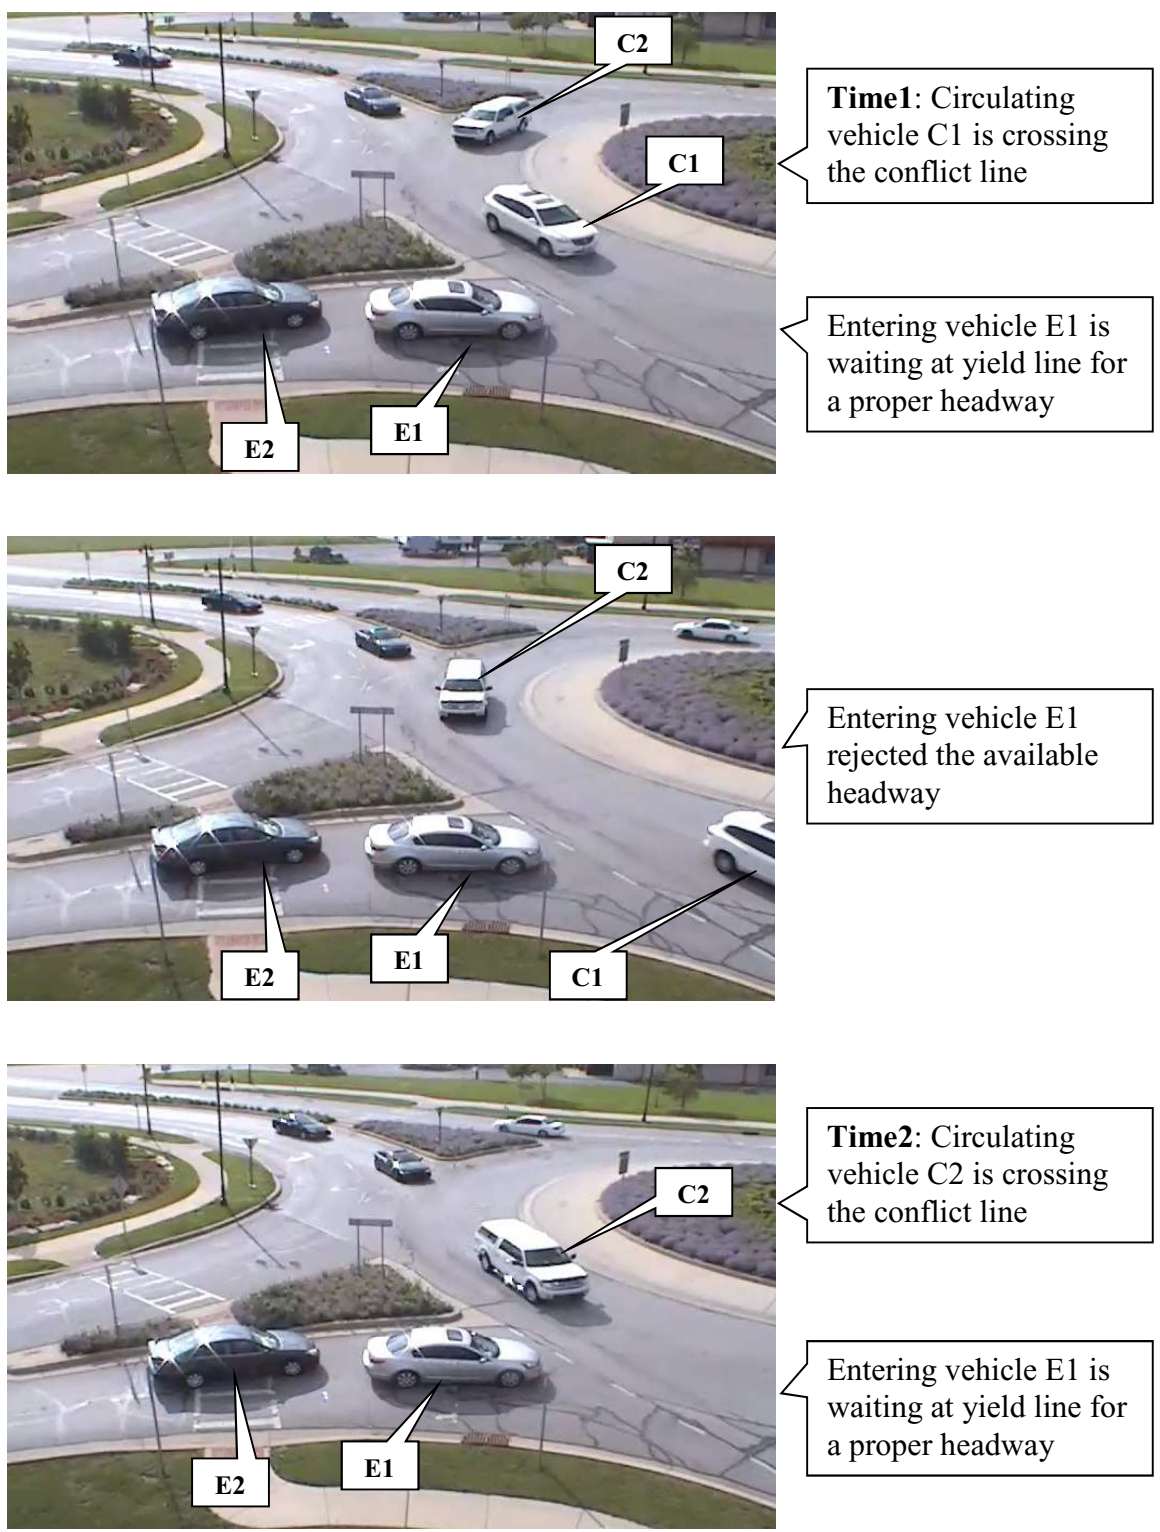 C2
C1
E1
E2
Time1: Circulating
vehicle C1 is crossing
the conflict line
Entering vehicle E1 is
waiting at yield line for
a proper headway
C2
E1
E2
C1
Entering vehicle E1
rejected the available
headway
C2
E1
E2
Time2: Circulating
vehicle C2 is crossing
the conflict line
Entering vehicle E1 is
waiting at yield line for
a proper headway